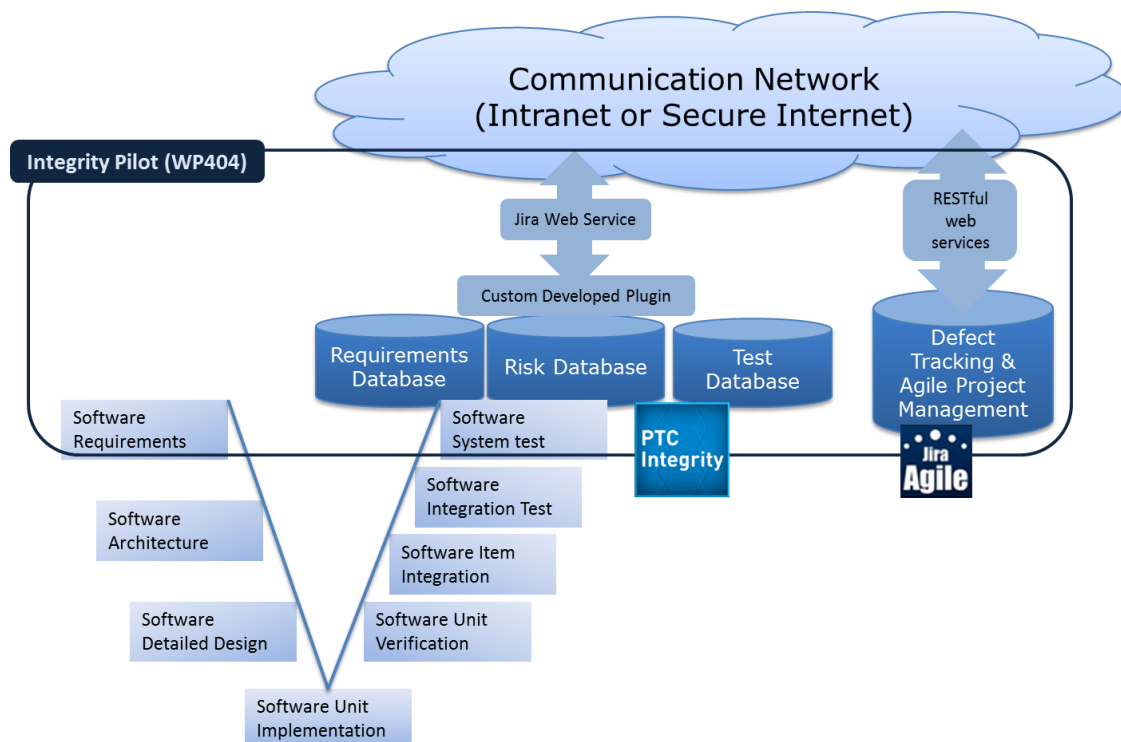 Communication Network
(Intranet or Secure Internet)
Integrity Pilot (WP404)
Jira Web Service
RESTful
web
services
Custom Developed Plugin
Requirements
Database
Risk Database
Test
Database
Defect
Tracking &
Agile Project
Management
Software
Requirements
Software
System test
PTC
Integrity
Jira
Agile
Software
Integration Test
Software
Architecture
Software Item
Integration
Software
Detailed Design
Software Unit
Verification
Software Unit
Implementation